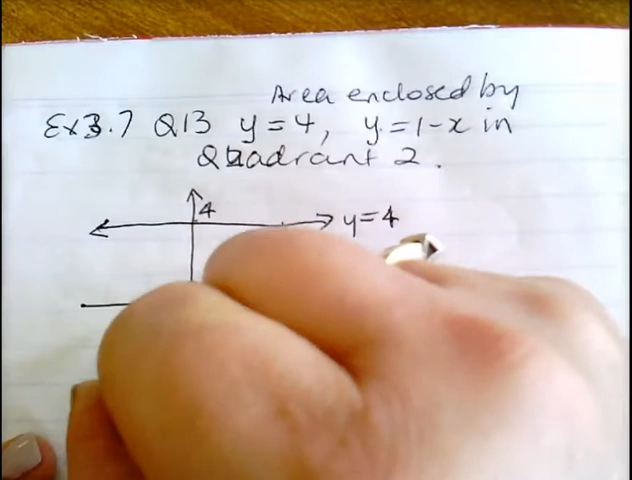 Area enclosed by
Ex3.7 Q13 y=4, y=1-x in
Quadrant 2.
4
y=4